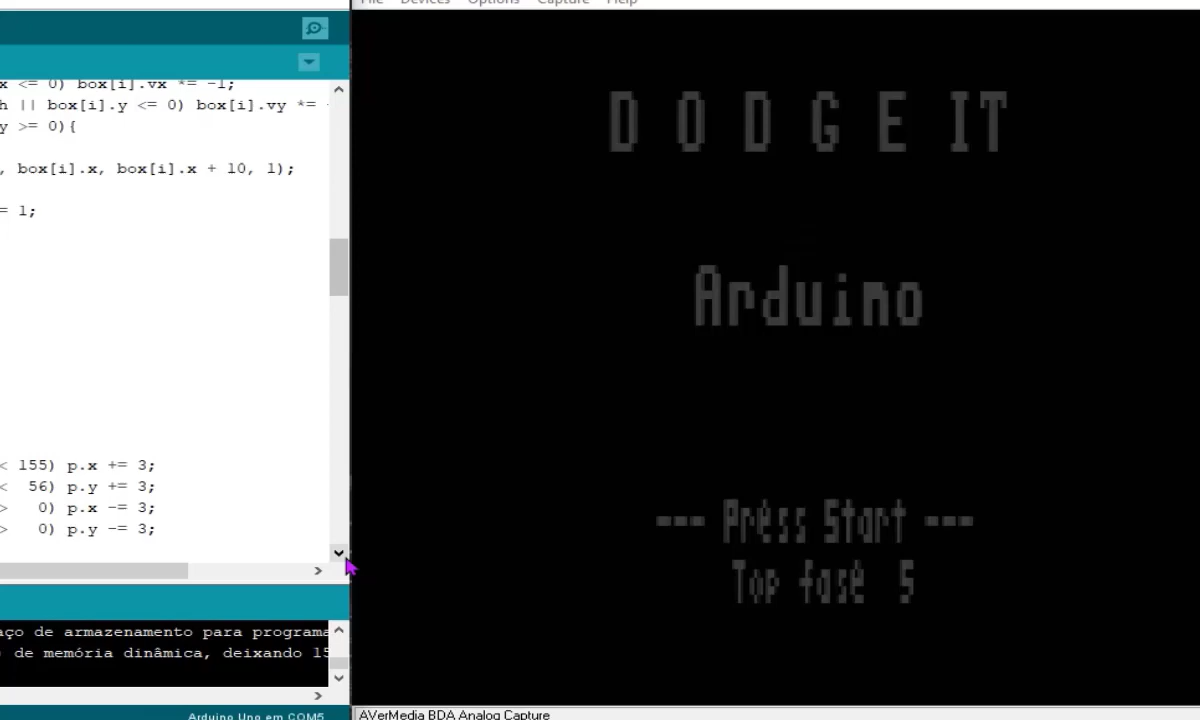 File Devices Options Capture Help
x <= 0) box[i].vx *= -1;
h || box[i].y <= 0) box[i].vy *= -
y >= 0){
, box[i].x, box[i].x + 10, 1);
= 1;
< 155) p.x += 3;
< 56) p.y += 3;
> 0) p.x -= 3;
> 0) p.y -= 3;
aço de armazenamento para programa
de memória dinâmica, deixando 15
Arduino Uno em COM5
D O D G E IT
Arduino
--- Press Start ---
Top fase 5
AVerMedia BDA Analog Capture